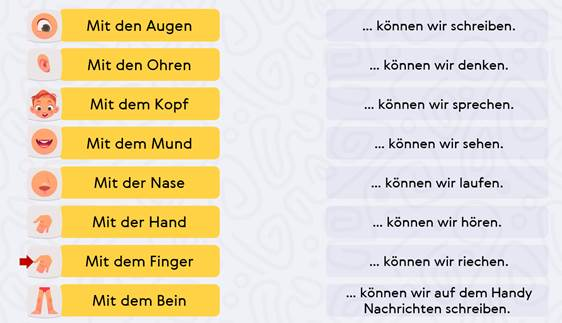 Mit den Augen
... können wir schreiben.
Mit den Ohren
... können wir denken.
Mit dem Kopf
... können wir sprechen.
Mit dem Mund
... können wir sehen.
Mit der Nase
... können wir laufen.
Mit der Hand
... können wir hören.
Mit dem Finger
... können wir riechen.
Mit dem Bein
... können wir auf dem Handy
Nachrichten schreiben.